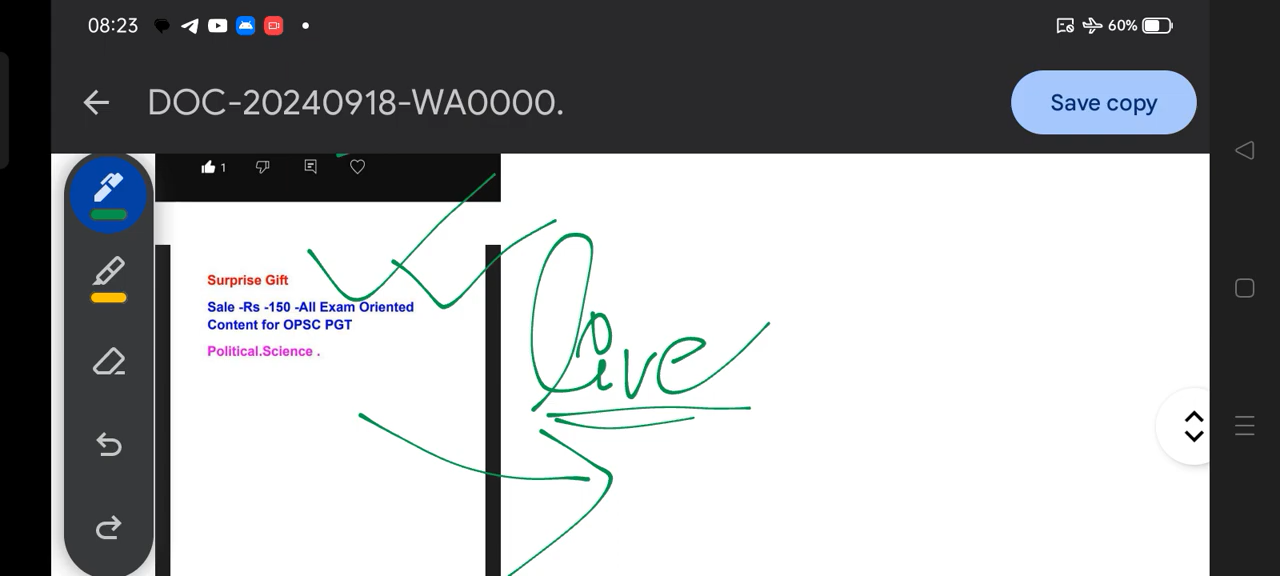 08:23 60%
DOC-20240918-WA0000.
Save copy
1
Surprise Gift
Sale -Rs -150 -All Exam Oriented
Content for OPSC PGT
Political.Science .
live